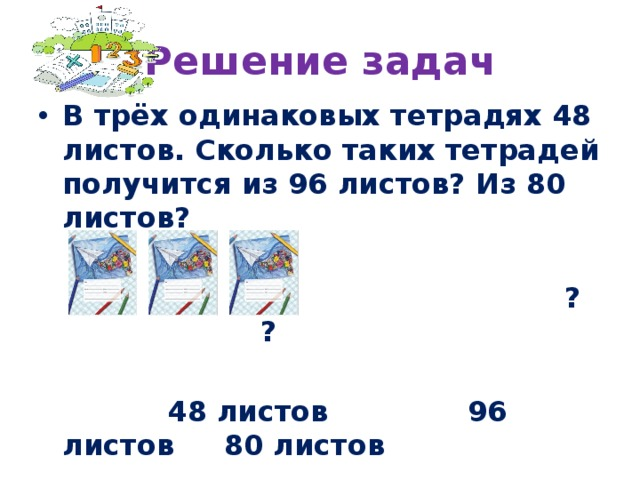 Решение задач
• В трёх одинаковых тетрадях 48
листов. Сколько таких тетрадей
получится из 96 листов? Из 80
листов?
?
?
48 листов 96
листов 80 листов